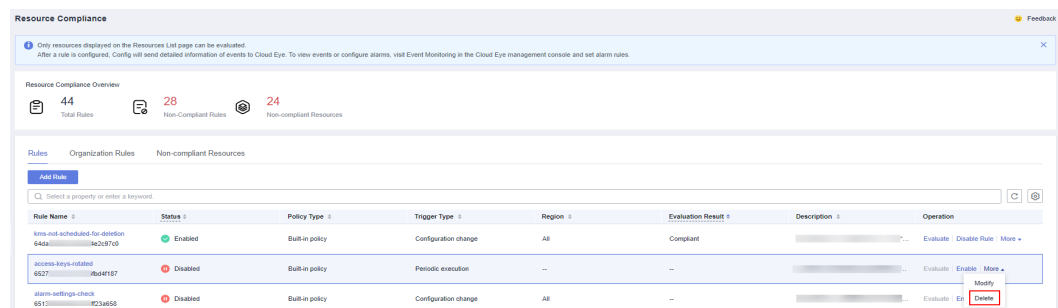 Resource Compliance
Feedback
Only resources displayed on the Resources List page can be evaluated.
After a rule is configured, Config will send detailed information of events to Cloud Eye. To view events or configure alarms, visit Event Monitoring in the Cloud Eye management console and set alarm rules.
Resource Compliance Overview
44
Total Rules
28
Non-Compliant Rules
24
Non-compliant Resources
Rules Organization Rules Non-compliant Resources
Add Rule
Select a property or enter a keyword.
Rule Name Status Policy Type Trigger Type Region Evaluation Result Description Operation
kms-not-scheduled-for-deletion
64da 4e2c97c0
Enabled Built-in policy Configuration change All Compliant ... Evaluate Disable Rule More
access-keys-rotated
6527 fbd4f187
Disabled Built-in policy Periodic execution -- -- ... Evaluate Enable More
Modify
Delete
alarm-settings-check
6513 ff23a658
Disabled Built-in policy Configuration change All -- ... Evaluate En